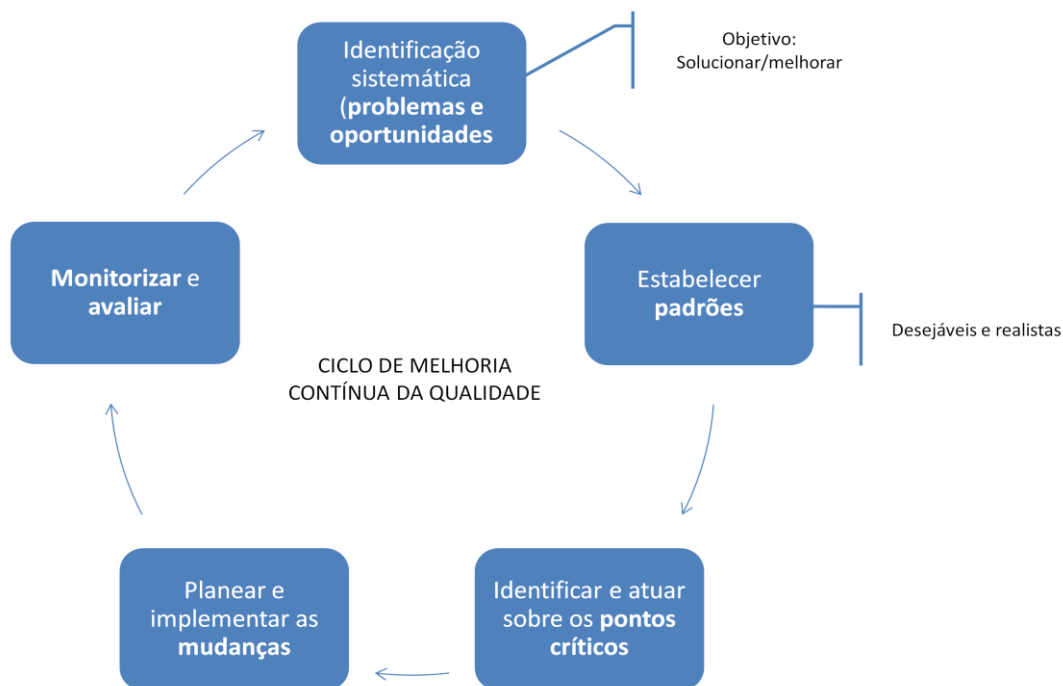 Identificação
sistemática
(problemas e
oportunidades
Objetivo:
Solucionar/melhorar
Estabelecer
padrões
Desejáveis e realistas
Identificar e atuar
sobre os pontos
críticos
Planear e
implementar as
mudanças
Monitorizar e
avaliar
CICLO DE MELHORIA
CONTÍNUA DA QUALIDADE